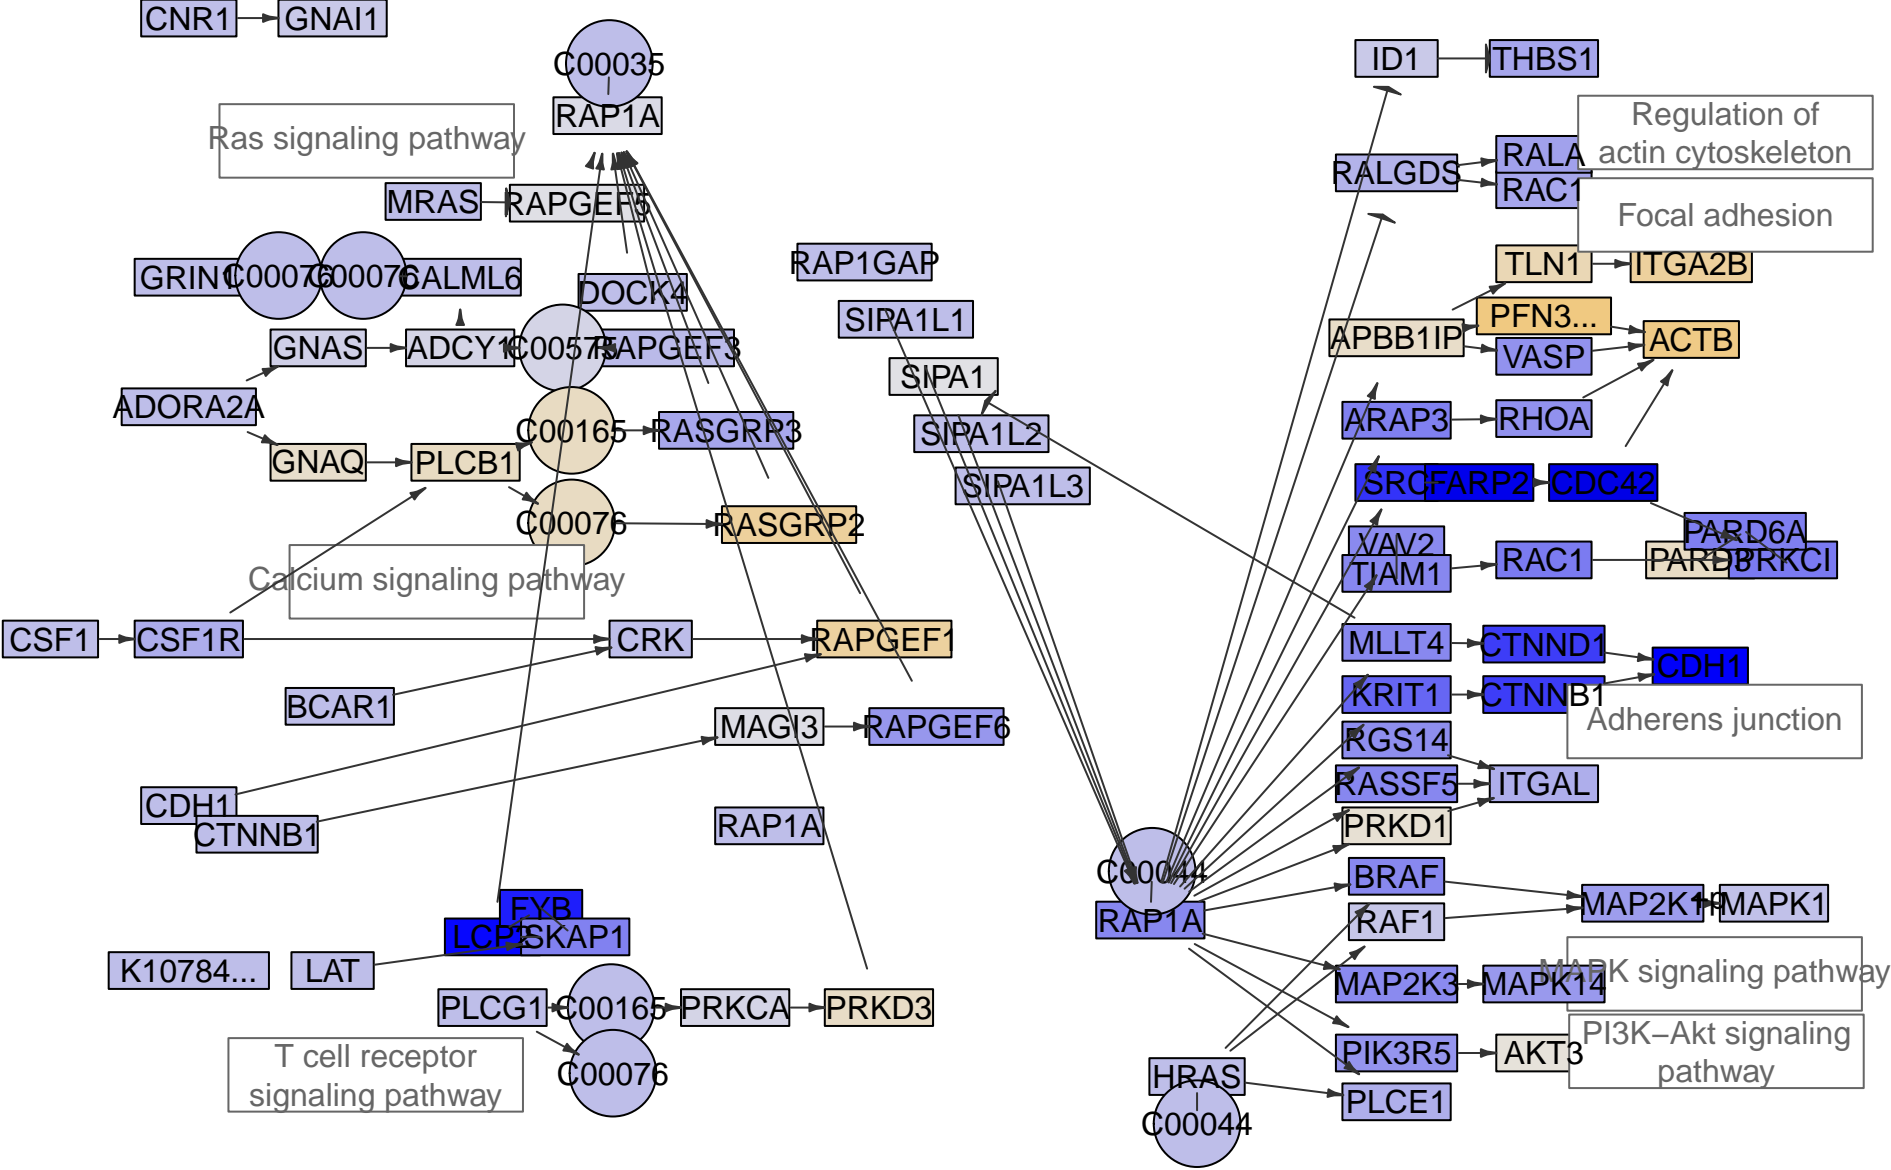 CNR1
GNAI1
C00035
RAP1A
Ras signaling pathway
MRAS
RAPGEF5
GRIN1
C00076
C00076
CALML6
DOCK4
RAP1GAP
SIPA1L1
GNAS
ADCY1
C00575
RAPGEF3
SIPA1
ADORA2A
C00165
RASGRP3
SIPA1L2
GNAQ
PLCB1
SIPA1L3
C00076
RASGRP2
Calcium signaling pathway
CSF1
CSF1R
CRK
RAPGEF1
BCAR1
MAGI3
RAPGEF6
CDH1
CTNNB1
RAP1A
FYB
LCP2
SKAP1
K10784...
LAT
PLCG1
C00165
PRKCA
PRKD3
T cell receptor
signaling pathway
C00076
ID1
THBS1
Regulation of
actin cytoskeleton
RALGDS
RALA
RAC1
Focal adhesion
TLN1
ITGA2B
PFN3...
APBB1IP
VASP
ACTB
ARAP3
RHOA
SRC
FARP2
CDC42
VAV2
TIAM1
RAC1
PARD6A
PARD3
PRKCI
MLLT4
CTNND1
CDH1
KRIT1
CTNNB1
Adherens junction
RGS14
RASSF5
ITGAL
PRKD1
C00044
RAP1A
BRAF
RAF1
MAP2K1
+p
MAPK1
MAPK signaling pathway
MAP2K3
MAPK14
PI3K−Akt signaling
pathway
PIK3R5
AKT3
HRAS
PLCE1
C00044